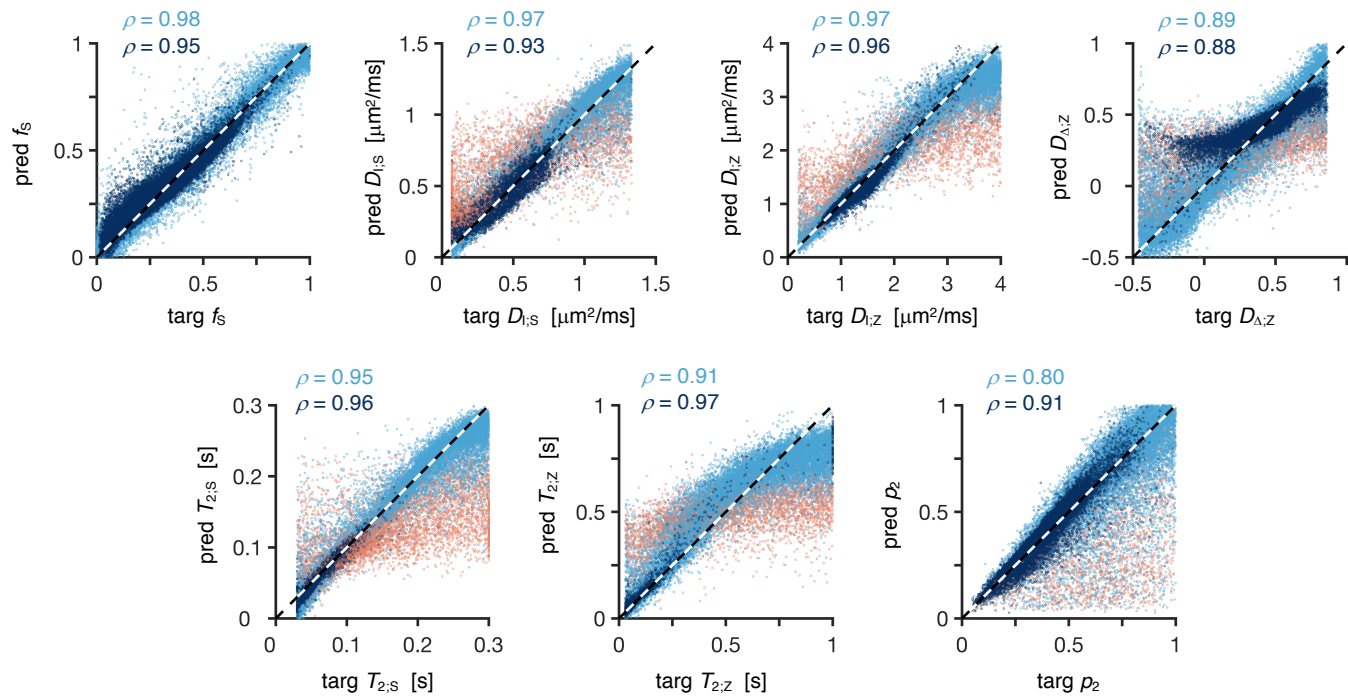 ρ = 0.98
ρ = 0.95
1
0.5
0
0
0.5
1
pred fS
targ fS
ρ = 0.97
ρ = 0.93
1.5
1
0.5
0
0
0.5
1
1.5
pred DI;S [μm²/ms]
targ DI;S [μm²/ms]
ρ = 0.97
ρ = 0.96
4
3
2
1
0
0
1
2
3
4
pred DI;Z [μm²/ms]
targ DI;Z [μm²/ms]
ρ = 0.89
ρ = 0.88
1
0.5
0
-0.5
-0.5
0
0.5
1
pred DΔ;Z
targ DΔ;Z
ρ = 0.95
ρ = 0.96
0.3
0.2
0.1
0
0
0.1
0.2
0.3
pred T2;S [s]
targ T2;S [s]
ρ = 0.91
ρ = 0.97
1
0.5
0
0
0.5
1
pred T2;Z [s]
targ T2;Z [s]
ρ = 0.80
ρ = 0.91
1
0.5
0
0
0.5
1
pred p2
targ p2